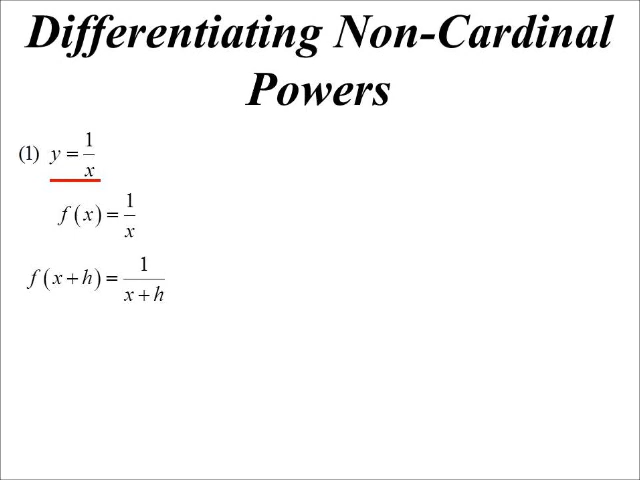 Differentiating Non-Cardinal
Powers
(1) y = 1/x
f(x) = 1/x
f(x+h) = 1/(x+h)